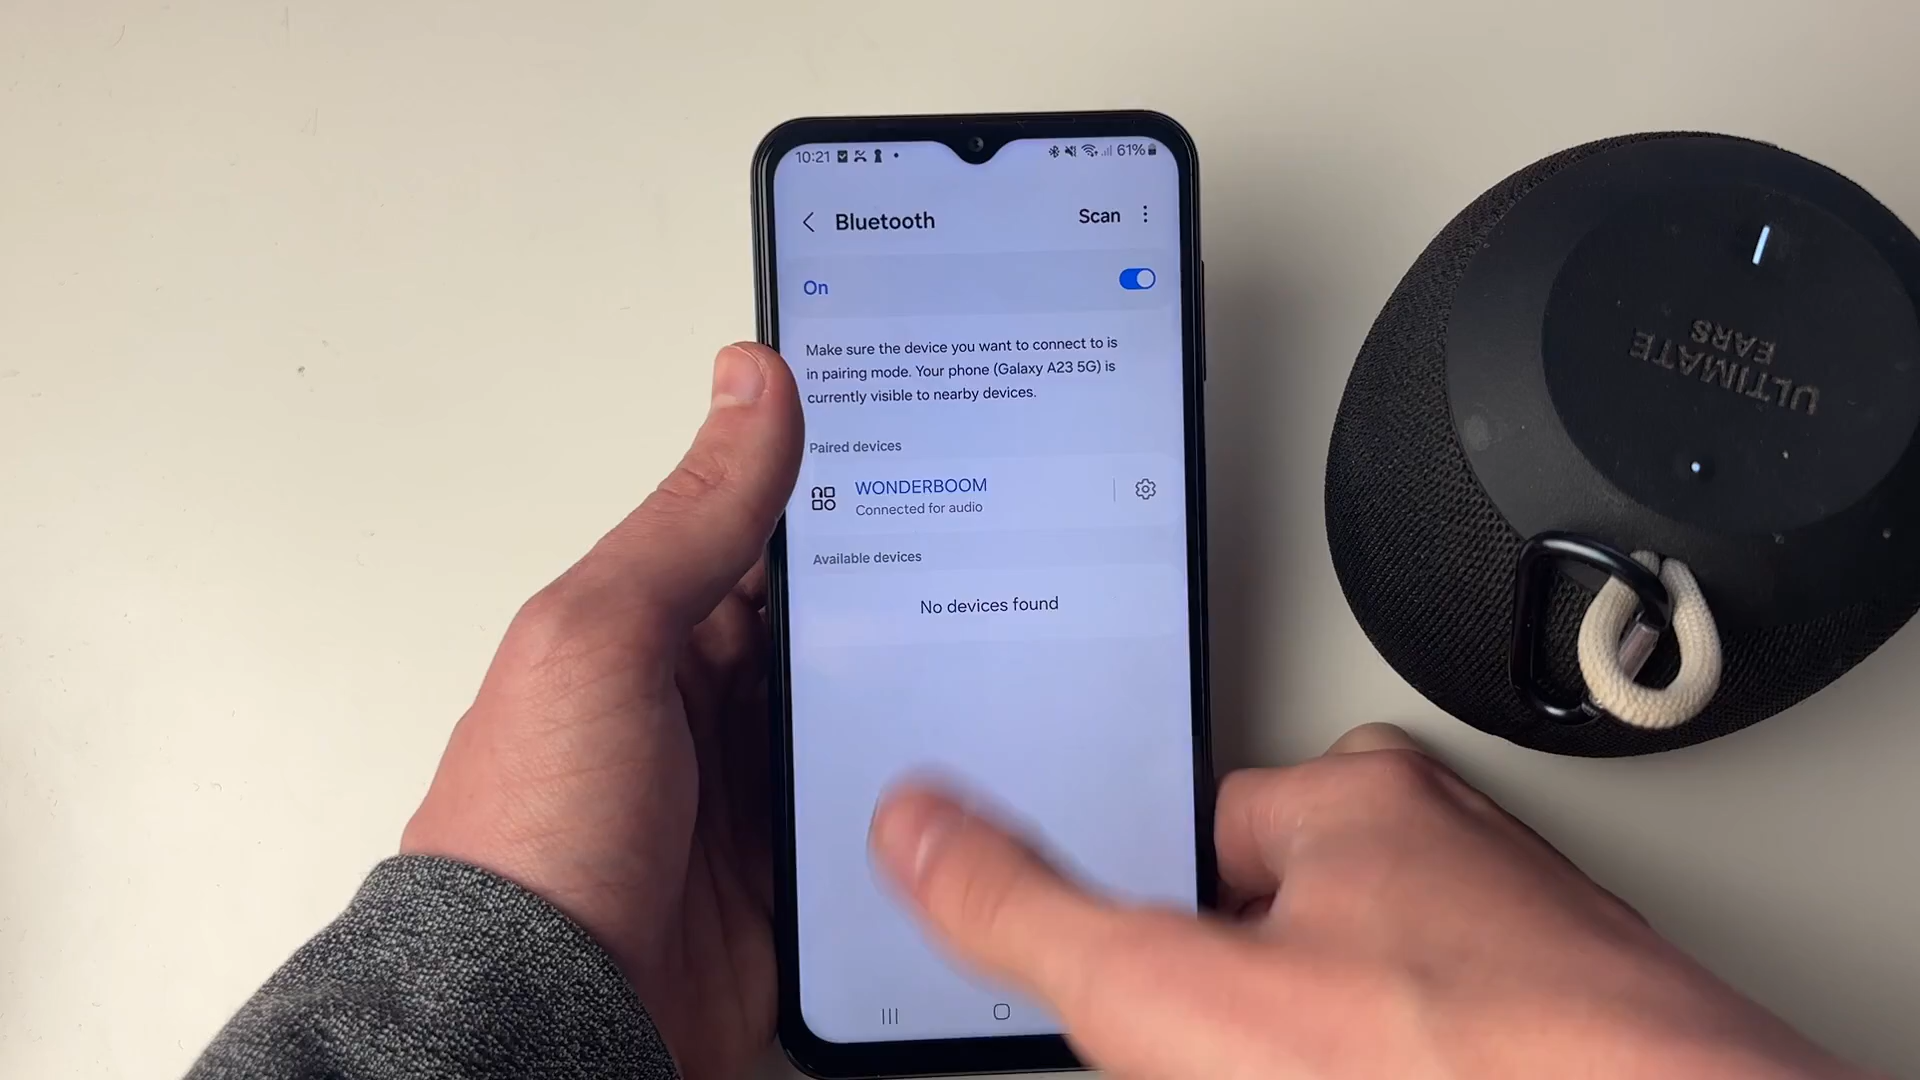 10:21
61%
Bluetooth
Scan
On
Make sure the device you want to connect to is
in pairing mode. Your phone (Galaxy A23 5G) is
currently visible to nearby devices.
Paired devices
WONDERBOOM
Connected for audio
Available devices
No devices found
ULTIMATE
EARS